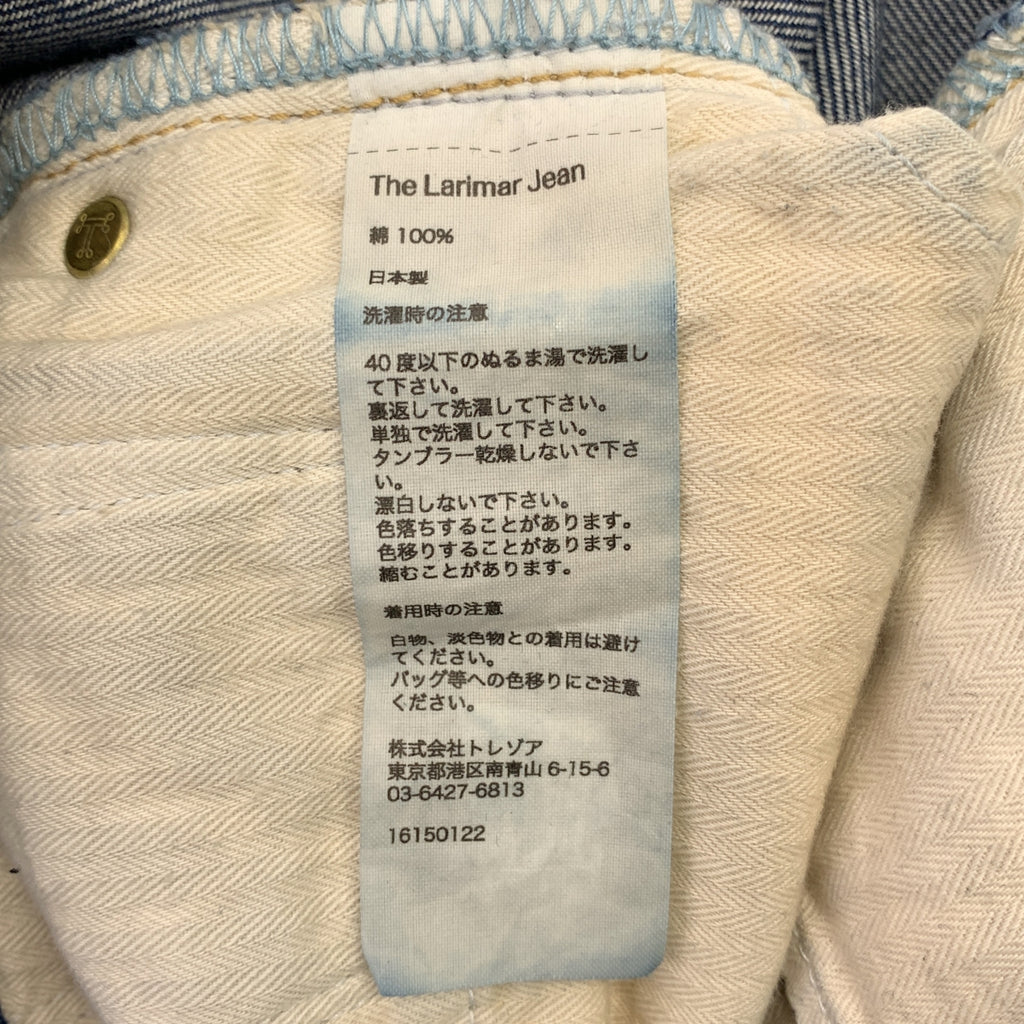 The Larimar Jean
綿 100%
日本製
洗濯時の注意
40 度以下のぬるま湯で洗濯し
て下さい。
裏返して洗濯して下さい。
単独で洗濯して下さい。
タンブラー乾燥しないで下さ
い。
漂白しないで下さい。
色落ちすることがあります。
色移りすることがあります。
縮むことがあります。
着用時の注意
白物、淡色物との着用は避け
てください。
バッグ等への色移りにご注意
ください。
株式会社トレゾア
東京都港区南青山 6-15-6
03-6427-6813
16150122